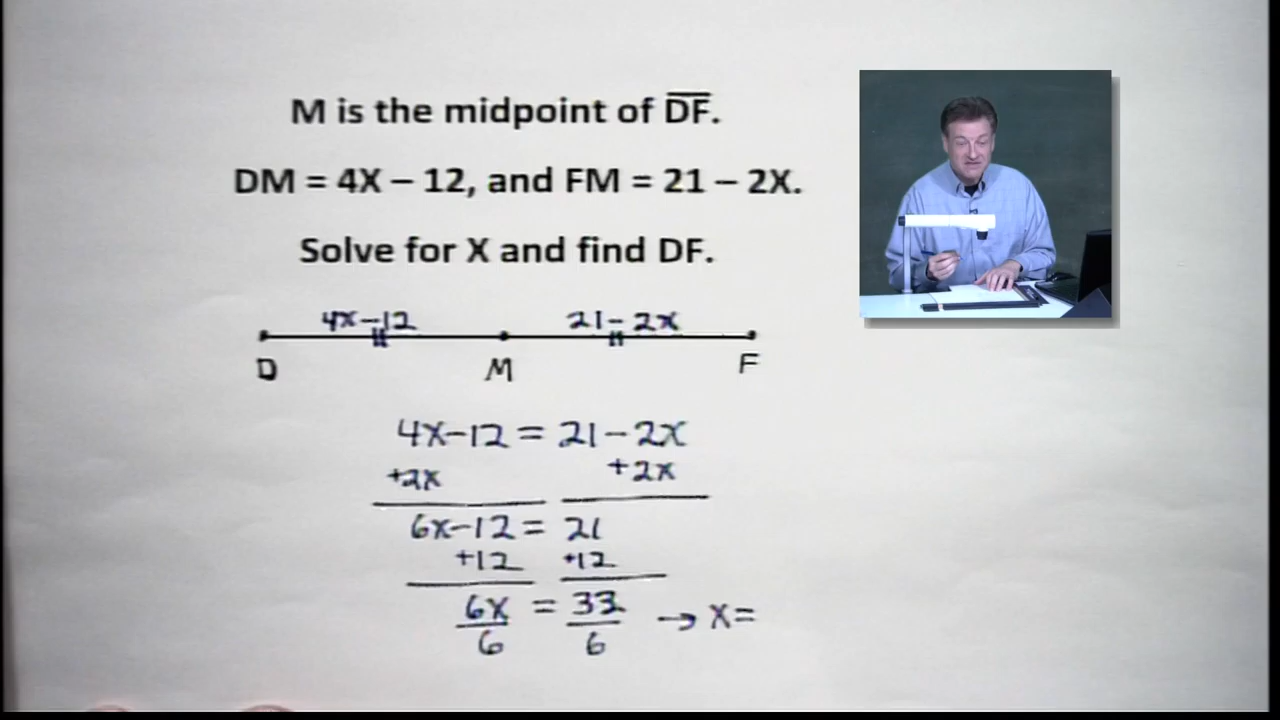 M is the midpoint of D̅F̅.
DM = 4X – 12, and FM = 21 – 2X.
Solve for X and find DF.
4X-12 21-2X
D M F
4X-12 = 21-2X
+2X +2X
6X-12 = 21
+12 +12
6X = 33 → X=
6 6